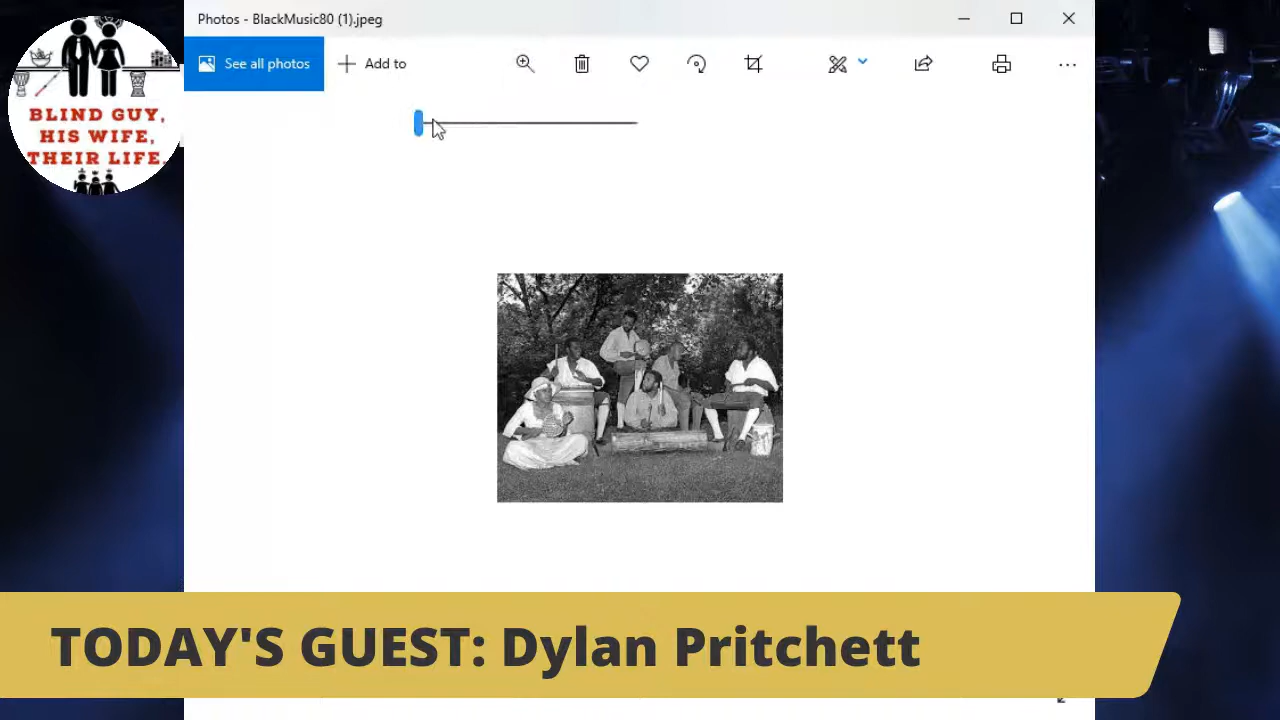 Photos - BlackMusic80 (1).jpeg
See all photos
Add to
BLIND GUY,
HIS WIFE,
THEIR LIFE.
TODAY'S GUEST: Dylan Pritchett